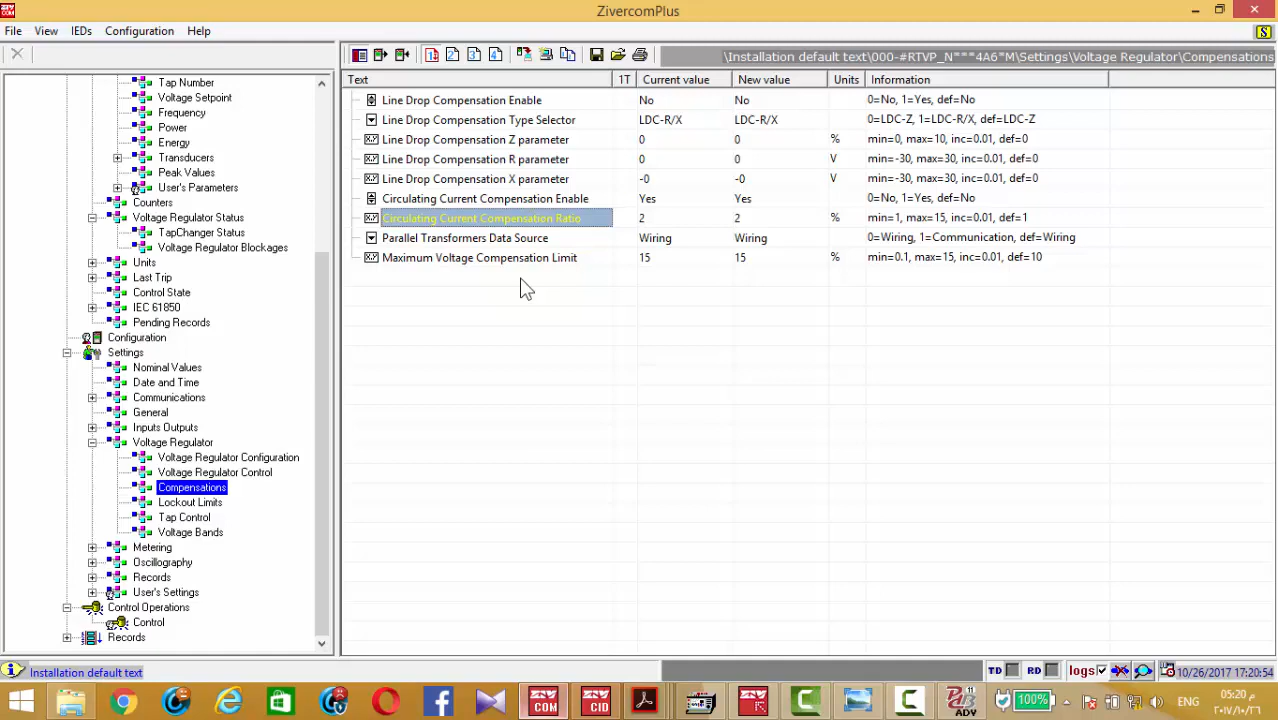 ZivercomPlus
File View IEDs Configuration Help
\Installation default text\000-#RTVP_N***4A6*M\Settings\Voltage Regulator\Compensations
Tap Number
Voltage Setpoint
Frequency
Power
Energy
Transducers
Peak Values
User's Parameters
Counters
Voltage Regulator Status
TapChanger Status
Voltage Regulator Blockages
Units
Last Trip
Control State
IEC 61850
Pending Records
Configuration
Settings
Nominal Values
Date and Time
Communications
General
Inputs Outputs
Voltage Regulator
Voltage Regulator Configuration
Voltage Regulator Control
Compensations
Lockout Limits
Tap Control
Voltage Bands
Metering
Oscillography
Records
User's Settings
Control Operations
Control
Records
Text 1T Current value New value Units Information
Line Drop Compensation Enable No No 0=No, 1=Yes, def=No
Line Drop Compensation Type Selector LDC-R/X LDC-R/X 0=LDC-Z, 1=LDC-R/X, def=LDC-Z
Line Drop Compensation Z parameter 0 0 % min=0, max=10, inc=0.01, def=0
Line Drop Compensation R parameter 0 0 V min=-30, max=30, inc=0.01, def=0
Line Drop Compensation X parameter -0 -0 V min=-30, max=30, inc=0.01, def=0
Circulating Current Compensation Enable Yes Yes 0=No, 1=Yes, def=No
Circulating Current Compensation Ratio 2 2 % min=1, max=15, inc=0.01, def=1
Parallel Transformers Data Source Wiring Wiring 0=Wiring, 1=Communication, def=Wiring
Maximum Voltage Compensation Limit 15 15 % min=0.1, max=15, inc=0.01, def=10
Installation default text TD RD logs 10/26/2017 17:20:54
ZIV COM ZIV CID ZIV ZIV ADV 100% ENG 05:20 م
٢٠١٧/١٠/٢٦